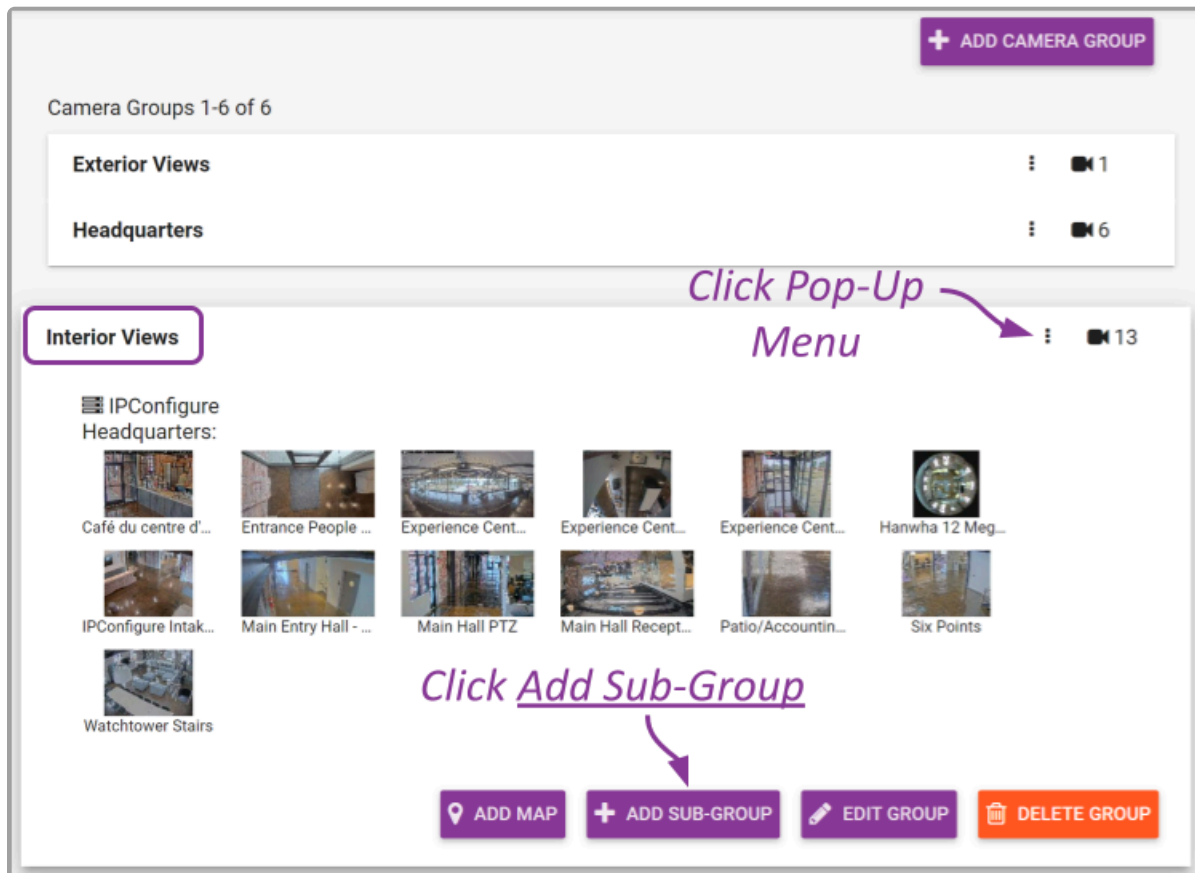 ADD CAMERA GROUP
Camera Groups 1-6 of 6
Exterior Views 1
Headquarters 6
Click Pop-Up
Menu
Interior Views 13
IPConfigure
Headquarters:
Café du centre d'... Entrance People ... Experience Cent... Experience Cent... Experience Cent... Hanwha 12 Meg...
IPConfigure Intak... Main Entry Hall - ... Main Hall PTZ Main Hall Recept... Patio/Accountin... Six Points
Watchtower Stairs
Click Add Sub-Group
ADD MAP ADD SUB-GROUP EDIT GROUP DELETE GROUP